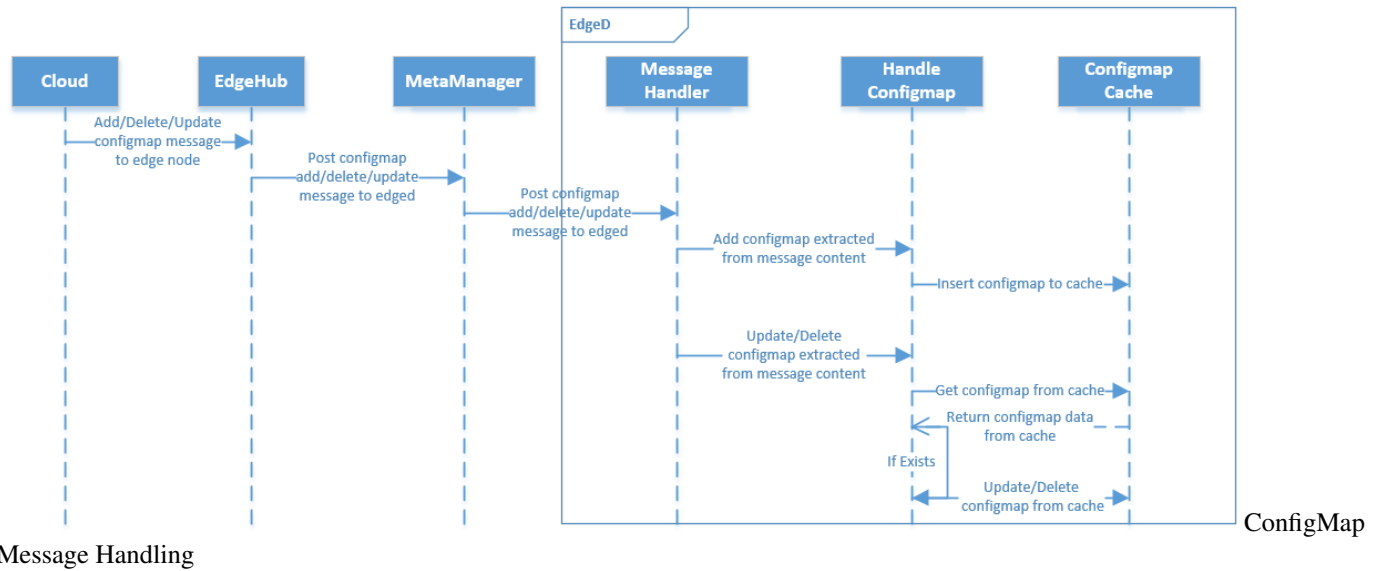 EdgeD
Cloud
EdgeHub
MetaManager
Message
Handler
Handle
Configmap
Configmap
Cache
Add/Delete/Update
configmap message
to edge node
Post configmap
add/delete/update
message to edged
Post configmap
add/delete/update
message to edged
Add configmap extracted
from message content
Insert configmap to cache
Update/Delete
configmap extracted
from message content
Get configmap from cache
Return configmap data
from cache
If Exists
Update/Delete
configmap from cache
ConfigMap
Message Handling